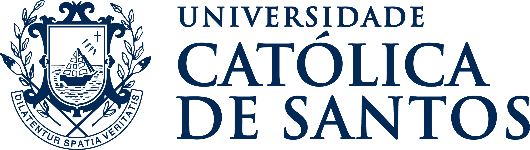 UNIVERSIDADE
CATÓLICA
DE SANTOS
DILATENTUR SPATIA VERITATIS